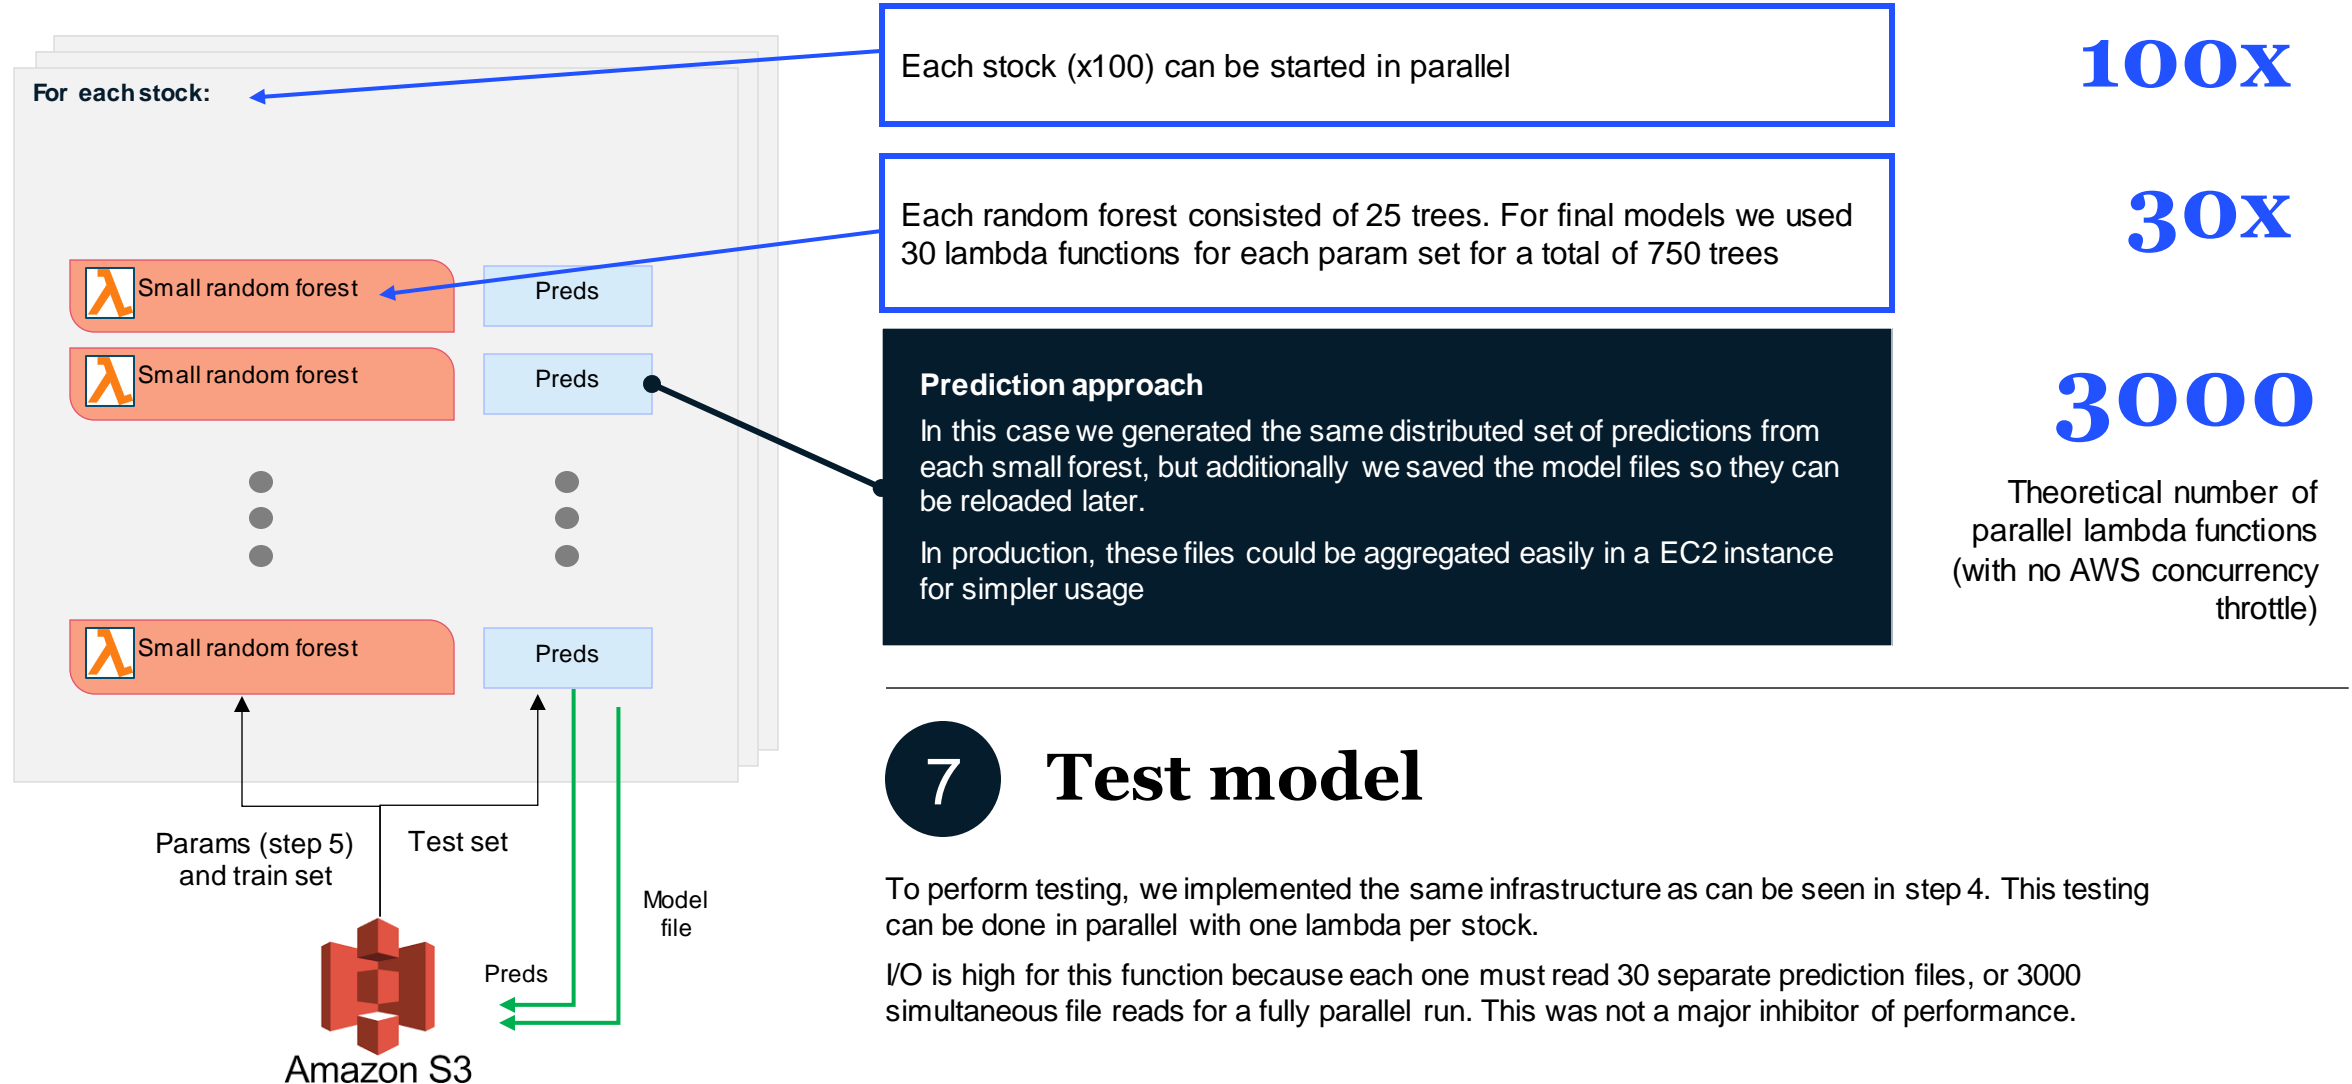 For each stock:
Small random forest
Preds
Small random forest
Preds
Small random forest
Preds
Params (step 5)
and train set
Test set
Model
file
Preds
Amazon S3
Each stock (x100) can be started in parallel
100x
Each random forest consisted of 25 trees. For final models we used
30 lambda functions for each param set for a total of 750 trees
30x
Prediction approach
In this case we generated the same distributed set of predictions from
each small forest, but additionally we saved the model files so they can
be reloaded later.
In production, these files could be aggregated easily in a EC2 instance
for simpler usage
3000
Theoretical number of
parallel lambda functions
(with no AWS concurrency
throttle)
7
Test model
To perform testing, we implemented the same infrastructure as can be seen in step 4. This testing
can be done in parallel with one lambda per stock.
I/O is high for this function because each one must read 30 separate prediction files, or 3000
simultaneous file reads for a fully parallel run. This was not a major inhibitor of performance.